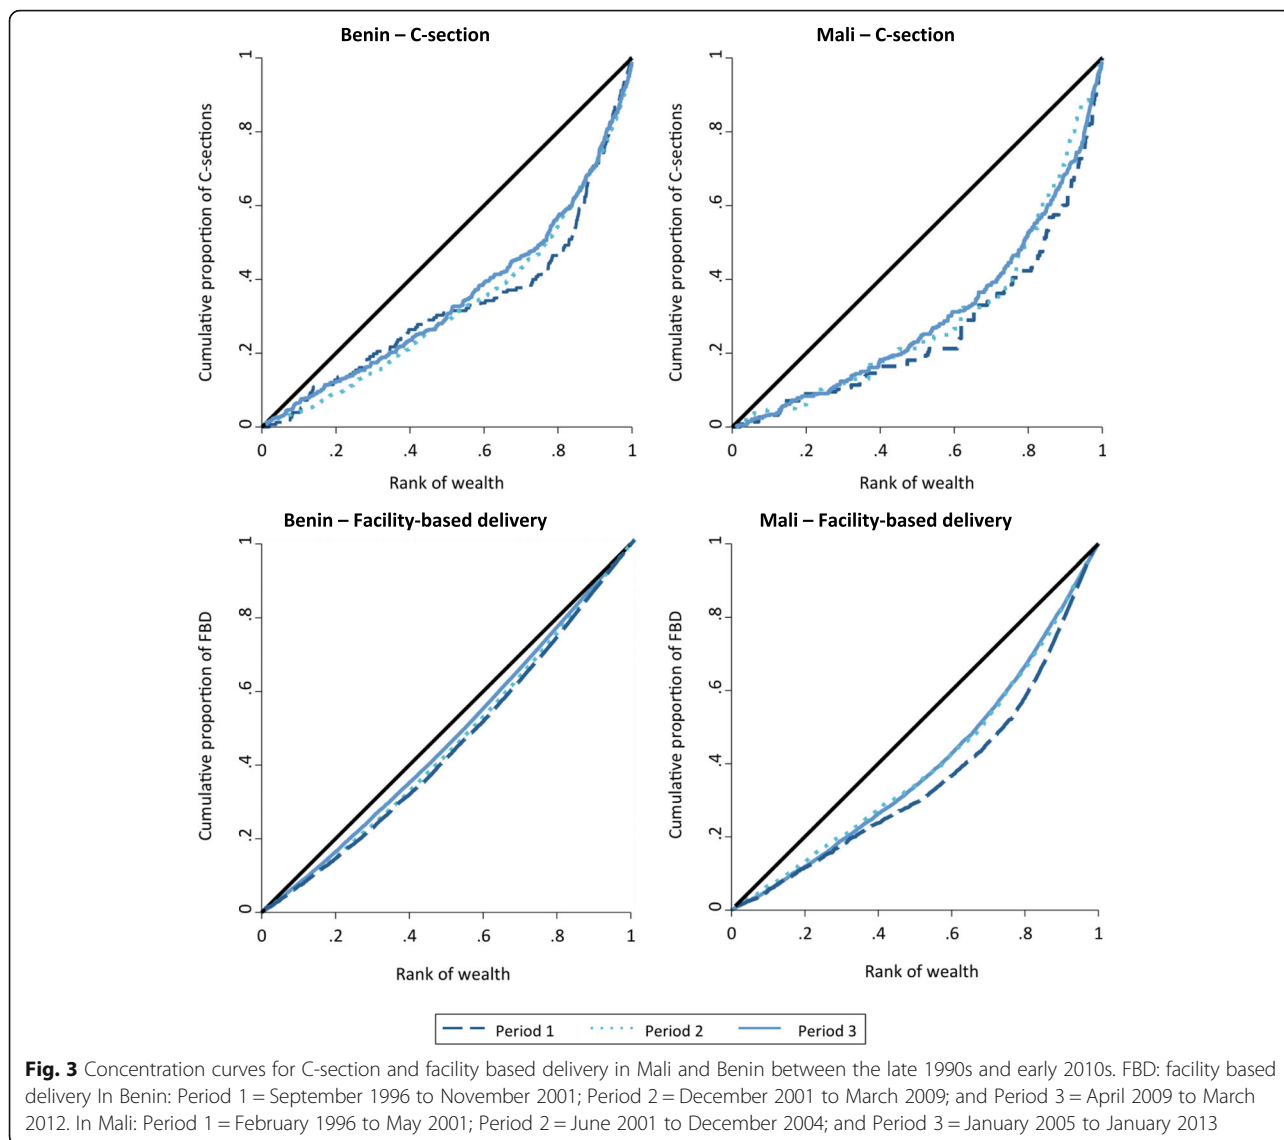 Benin – C-section
Cumulative proportion of C-sections
1
.8
.6
.4
.2
0
0 .2 .4 .6 .8 1
Rank of wealth
Mali – C-section
Cumulative proportion of C-sections
1
.8
.6
.4
.2
0
0 .2 .4 .6 .8 1
Rank of wealth
Benin – Facility-based delivery
Cumulative proportion of FBD
1
.8
.6
.4
.2
0
0 .2 .4 .6 .8 1
Rank of wealth
Mali – Facility-based delivery
Cumulative proportion of FBD
1
.8
.6
.4
.2
0
0 .2 .4 .6 .8 1
Rank of wealth
Period 1 Period 2 Period 3
Fig. 3 Concentration curves for C-section and facility based delivery in Mali and Benin between the late 1990s and early 2010s. FBD: facility based
delivery In Benin: Period 1 = September 1996 to November 2001; Period 2 = December 2001 to March 2009; and Period 3 = April 2009 to March
2012. In Mali: Period 1 = February 1996 to May 2001; Period 2 = June 2001 to December 2004; and Period 3 = January 2005 to January 2013